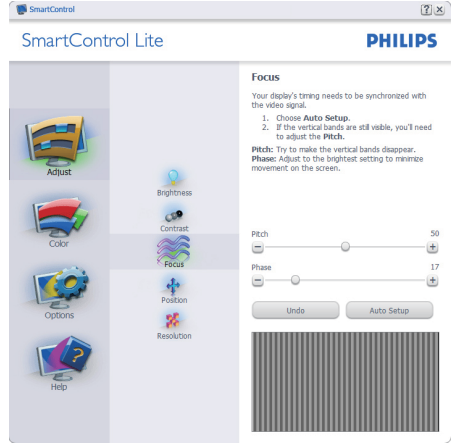 SmartControl
SmartControl Lite
PHILIPS
Adjust
Color
Options
Help
Brightness
Contrast
Focus
Position
Resolution
Focus
Your display's timing needs to be synchronized with
the video signal.
1. Choose Auto Setup.
2. If the vertical bands are still visible, you'll need
to adjust the Pitch.
Pitch: Try to make the vertical bands disappear.
Phase: Adjust to the brightest setting to minimize
movement on the screen.
Pitch 50
Phase 17
Undo Auto Setup